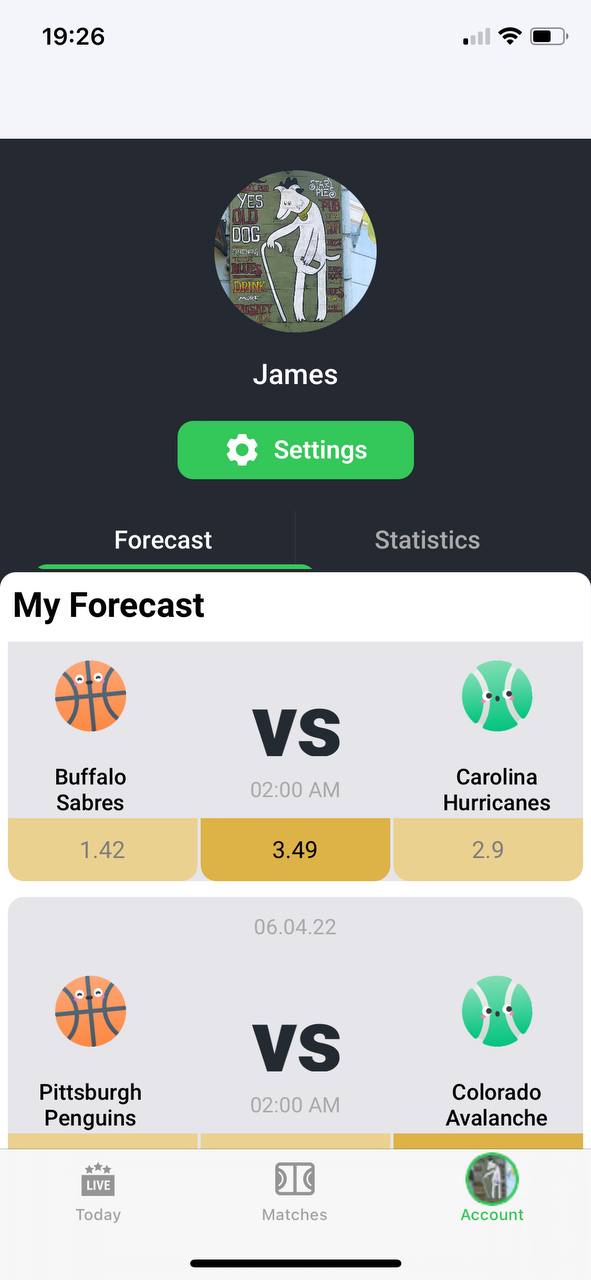 19:26
YES
OLD
DOG
DRINK
James
Settings
Forecast
Statistics
My Forecast
VS
Buffalo
Sabres
02:00 AM
Carolina
Hurricanes
1.42
3.49
2.9
06.04.22
VS
Pittsburgh
Penguins
02:00 AM
Colorado
Avalanche
LIVE
Today
Matches
Account